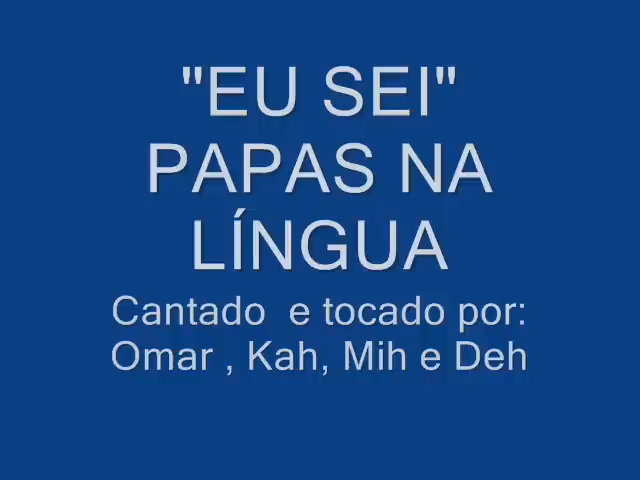 "EU SEI"
PAPAS NA
LÍNGUA
Cantado  e tocado por:
Omar , Kah, Mih e Deh